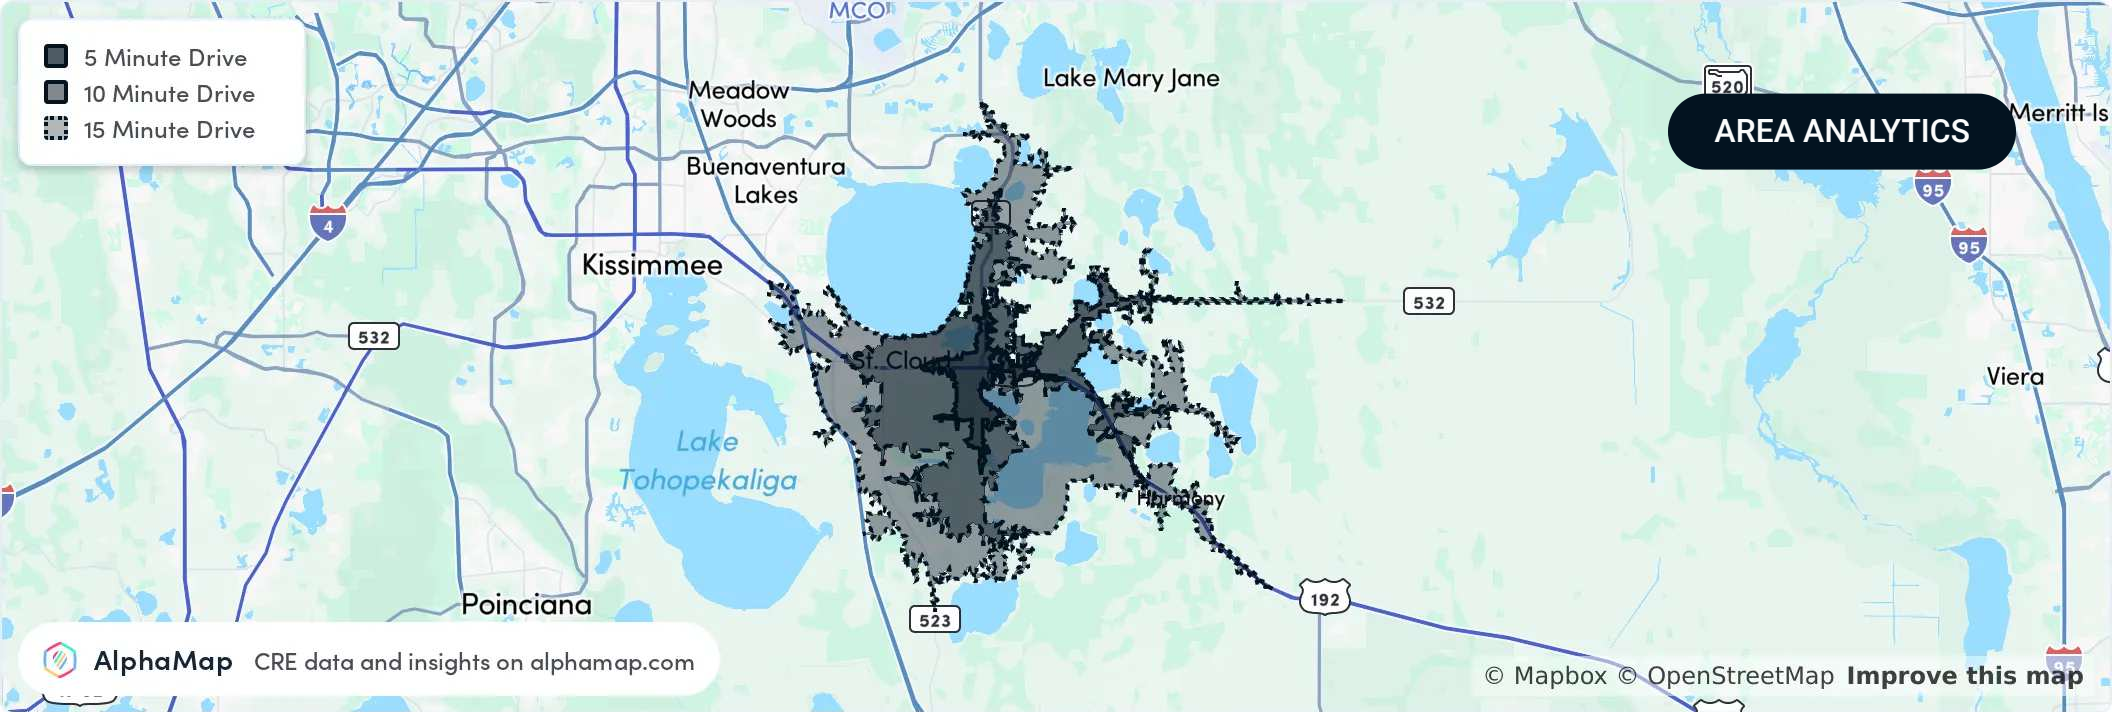 5 Minute Drive
10 Minute Drive
15 Minute Drive
MCO
Meadow
Woods
Lake Mary Jane
520
AREA ANALYTICS
Merritt Is
Buenaventura
Lakes
95
4
95
Kissimmee
532
532
St. Cloud
Viera
Lake
Tohopekaliga
Harmony
Poinciana
192
523
AlphaMap CRE data and insights on alphamap.com
95
© Mapbox © OpenStreetMap Improve this map